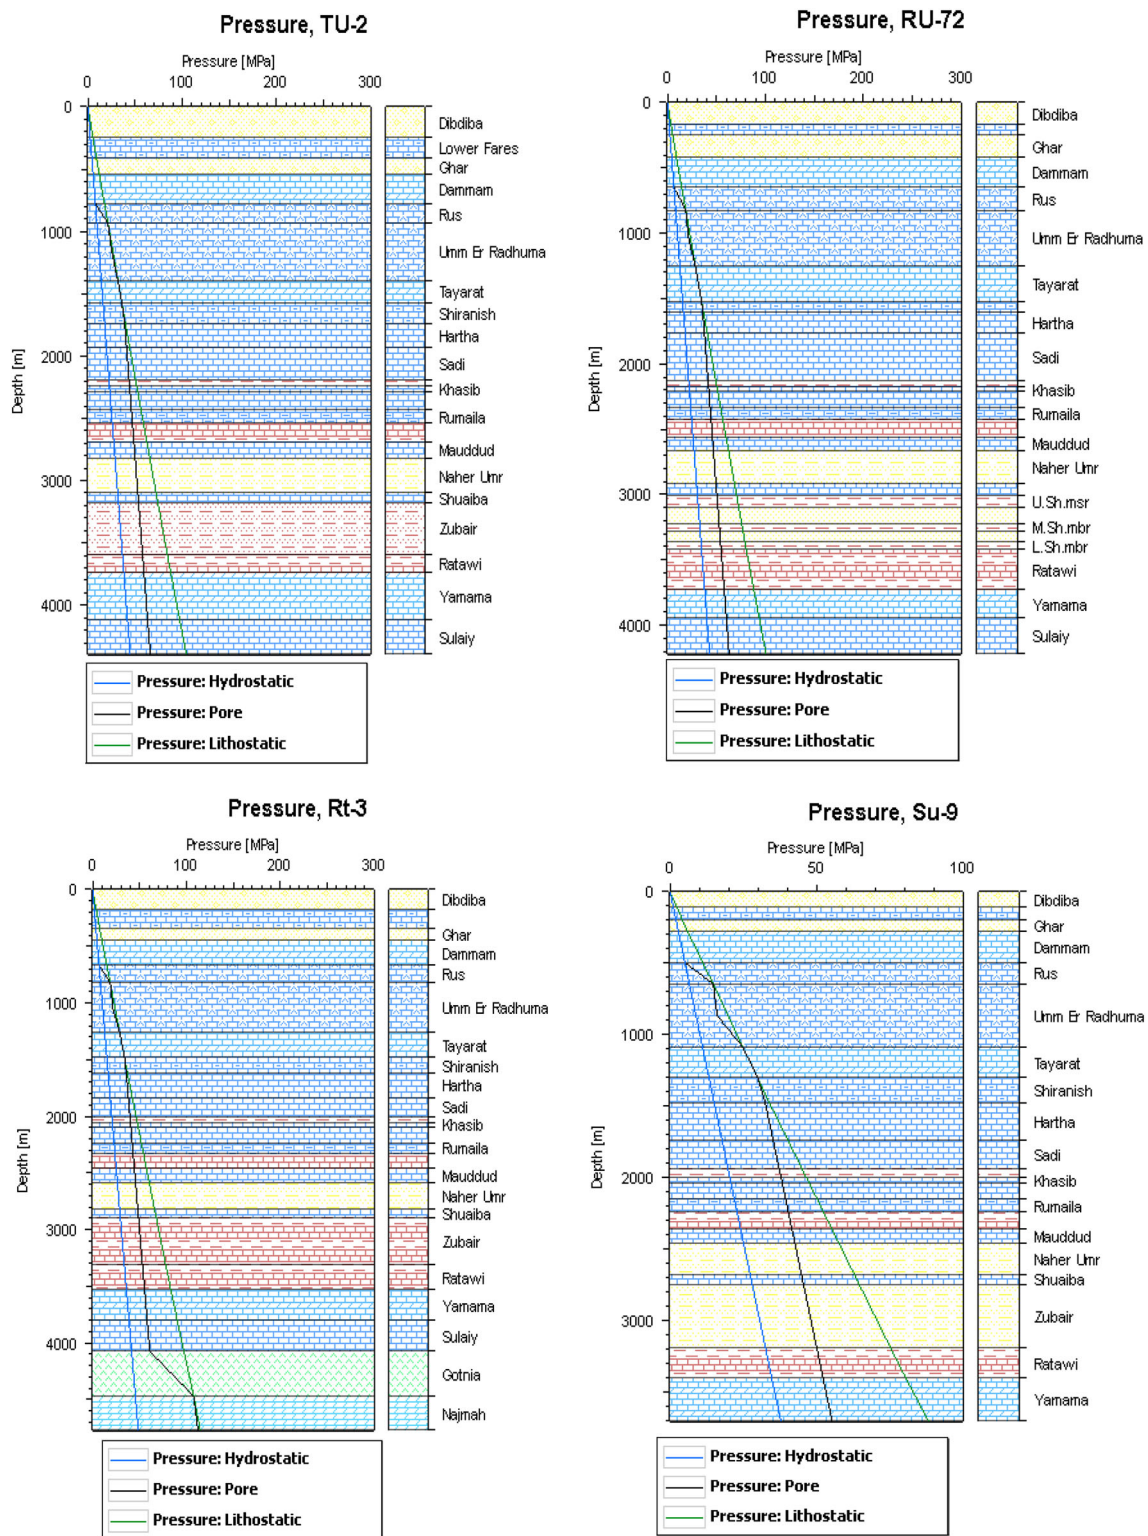 Pressure, TU-2
Pressure [MPa]
0 100 200 300
Depth [m]
0
1000
2000
3000
4000
Dibdiba
Lower Fares
Ghar
Dammam
Rus
Umm Er Radhuma
Tayarat
Shiranish
Hartha
Sadi
Khasib
Rumaila
Mauddud
Naher Umr
Shuaiba
Zubair
Ratawi
Yamama
Sulaiy
Pressure: Hydrostatic
Pressure: Pore
Pressure: Lithostatic
Pressure, RU-72
Pressure [MPa]
0 100 200 300
Depth [m]
0
1000
2000
3000
4000
Dibdiba
Ghar
Dammam
Rus
Umm Er Radhuma
Tayarat
Hartha
Sadi
Khasib
Rumaila
Mauddud
Naher Umr
U.Sh.msr
M.Sh.mbr
L.Sh.mbr
Ratawi
Yamama
Sulaiy
Pressure: Hydrostatic
Pressure: Pore
Pressure: Lithostatic
Pressure, Rt-3
Pressure [MPa]
0 100 200 300
Depth [m]
0
1000
2000
3000
4000
Dibdiba
Ghar
Dammam
Rus
Umm Er Radhuma
Tayarat
Shiranish
Hartha
Sadi
Khasib
Rumaila
Mauddud
Naher Umr
Shuaiba
Zubair
Ratawi
Yamama
Sulaiy
Gotnia
Najmah
Pressure: Hydrostatic
Pressure: Pore
Pressure: Lithostatic
Pressure, Su-9
Pressure [MPa]
0 50 100
Depth [m]
0
1000
2000
3000
Dibdiba
Ghar
Dammam
Rus
Umm Er Radhuma
Tayarat
Shiranish
Hartha
Sadi
Khasib
Rumaila
Mauddud
Naher Umr
Shuaiba
Zubair
Ratawi
Yamama
Pressure: Hydrostatic
Pressure: Pore
Pressure: Lithostatic